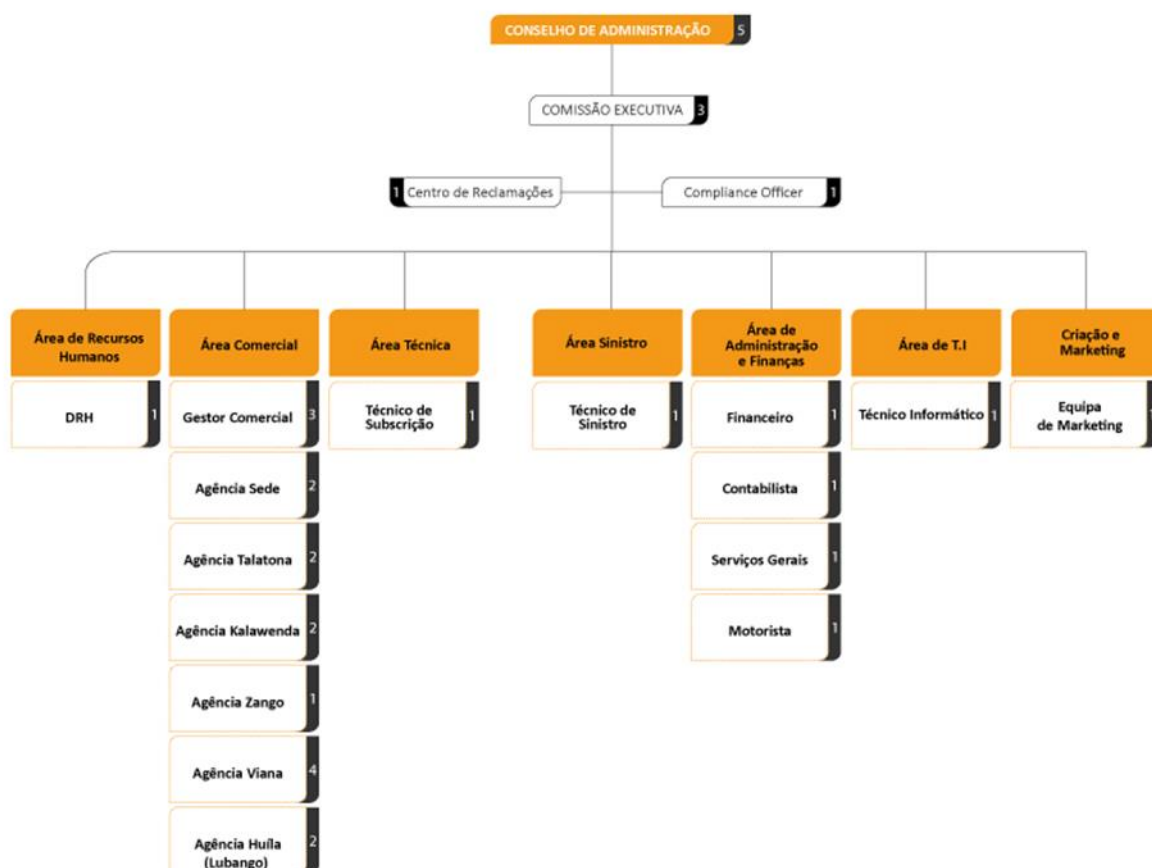 CONSELHO DE ADMINISTRAÇÃO 5
COMISSÃO EXECUTIVA 3
1 Centro de Reclamações
Compliance Officer 1
Área de Recursos
Humanos
DRH 1
Área Comercial
Gestor Comercial 3
Agência Sede 2
Agência Talatona 2
Agência Kalawenda 2
Agência Zango 1
Agência Viana 4
Agência Huíla
(Lubango) 2
Área Técnica
Técnico de
Subscrição 1
Área Sinistro
Técnico de
Sinistro 1
Área de
Administração
e Finanças
Financeiro 1
Contabilista 1
Serviços Gerais 1
Motorista 1
Área de T.I
Técnico Informático 1
Criação e
Marketing
Equipa
de Marketing 1